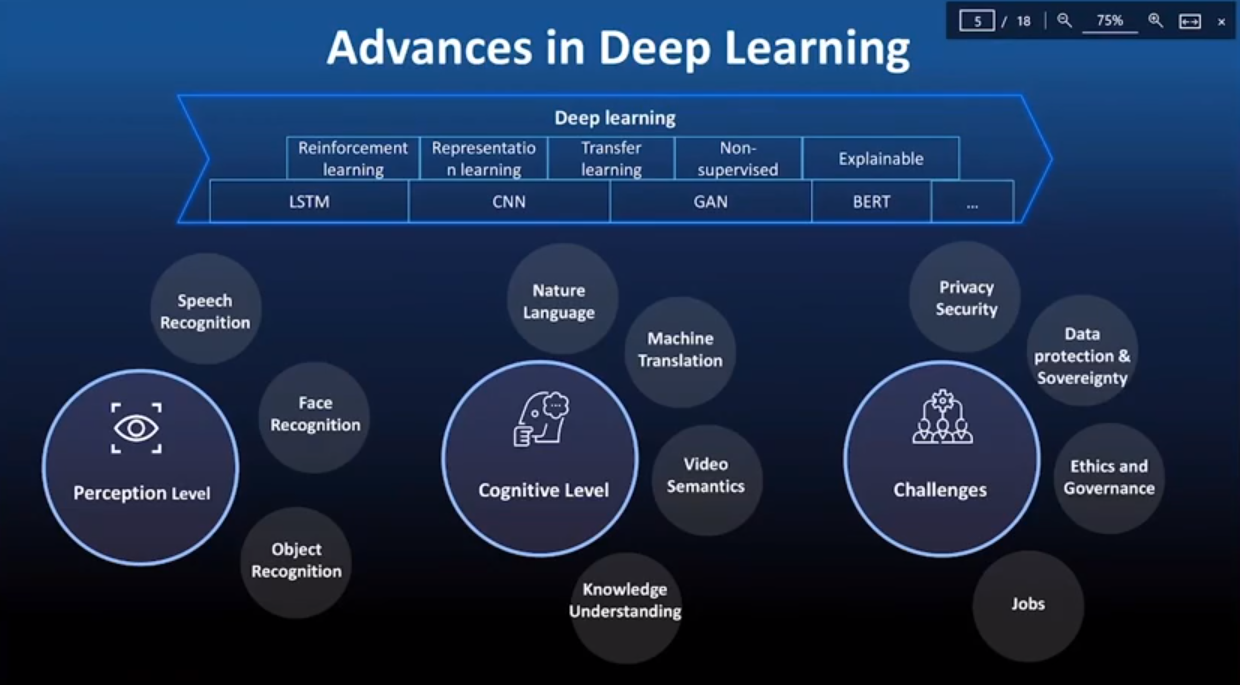 5 / 18 75% ×
Advances in Deep Learning
Deep learning
Reinforcement
learning
Representatio
n learning
Transfer
learning
Non-
supervised
Explainable
LSTM
CNN
GAN
BERT
...
Speech
Recognition
Face
Recognition
Perception Level
Object
Recognition
Nature
Language
Machine
Translation
Cognitive Level
Video
Semantics
Knowledge
Understanding
Privacy
Security
Data
protection &
Sovereignty
Challenges
Ethics and
Governance
Jobs